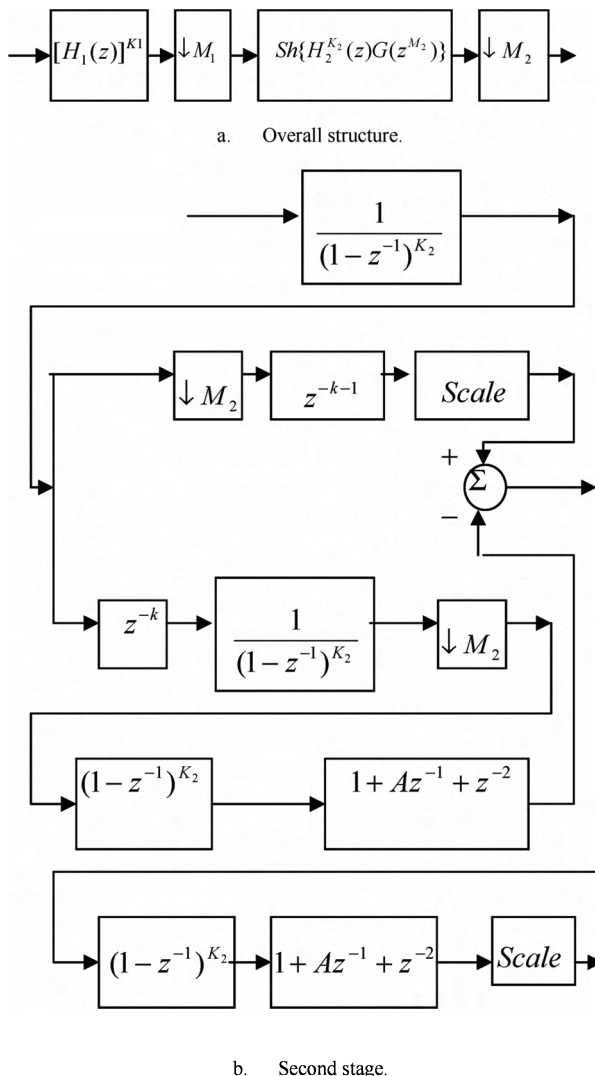 [H₁(z)]^{K1} ↓M₁ Sh{H₂^{K₂}(z)G(z^{M₂})} ↓ M₂
a. Overall structure.
1
(1 − z⁻¹)^{K₂}
↓ M₂ z^{−k−1} Scale
+
Σ
−
z^{−k} 1
(1 − z⁻¹)^{K₂} ↓ M₂
(1 − z⁻¹)^{K₂} 1 + Az⁻¹ + z⁻²
(1 − z⁻¹)^{K₂} 1 + Az⁻¹ + z⁻² Scale
b. Second stage.